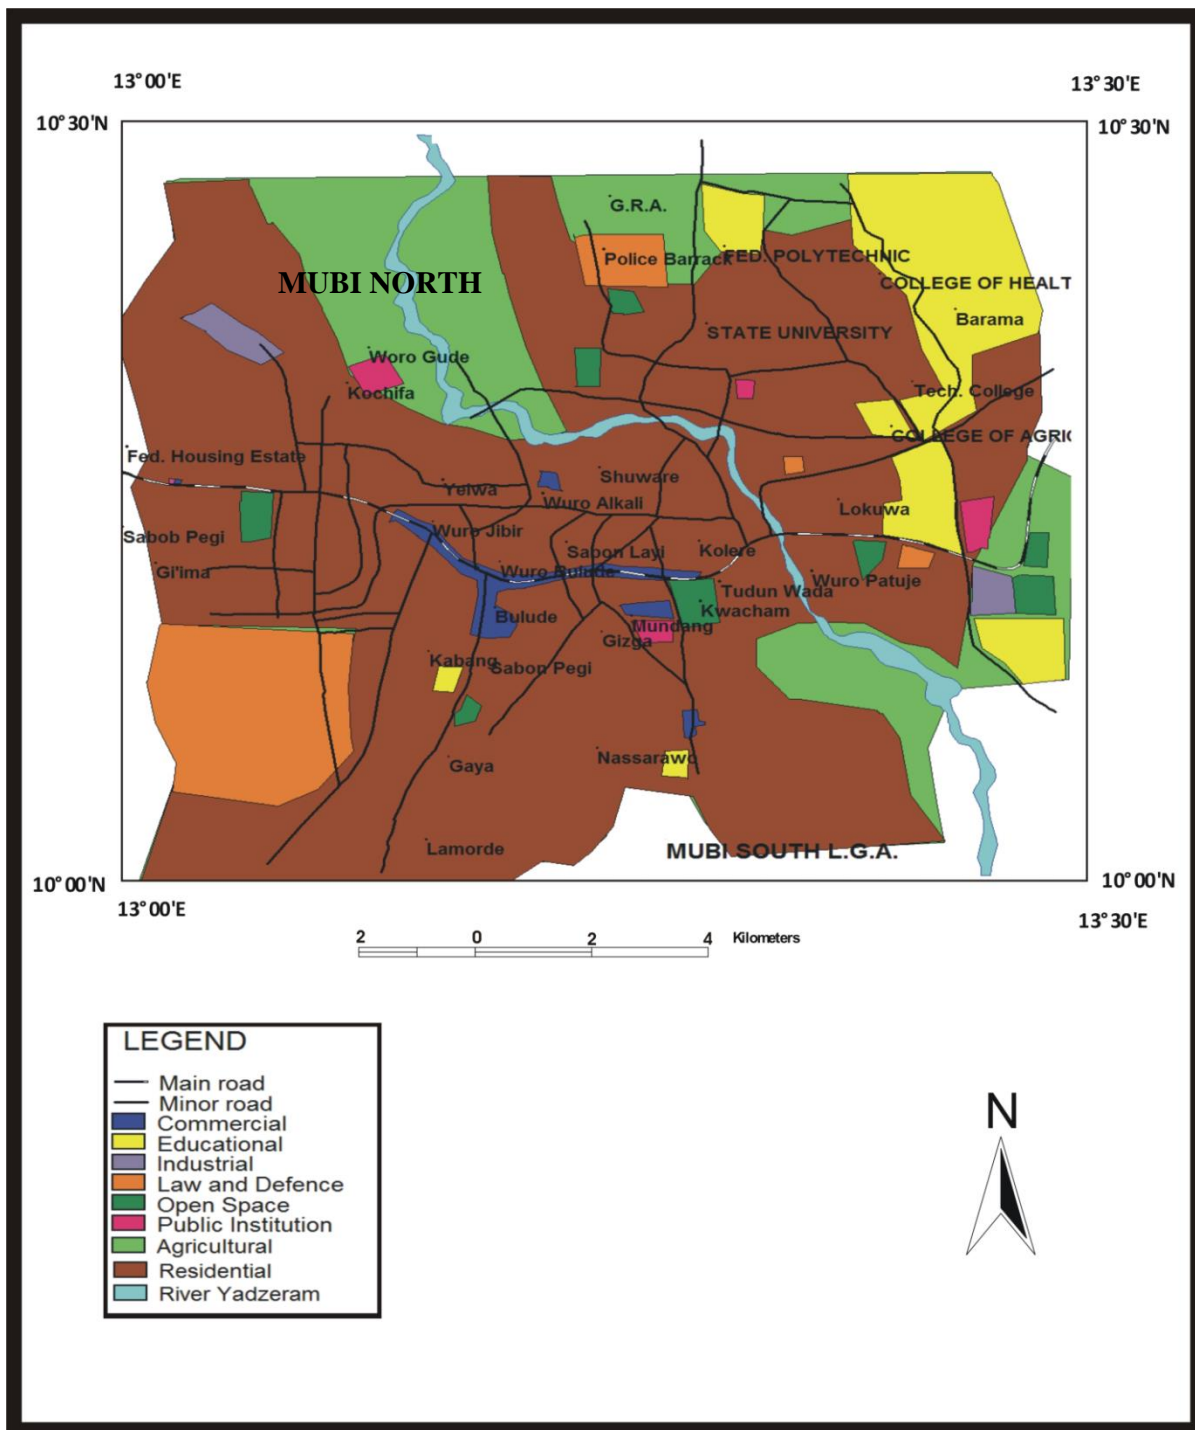 13°00'E
13°30'E
10°30'N
10°30'N
G.R.A.
Police Barrack
FED. POLYTECHNIC
MUBI NORTH
COLLEGE OF HEALT
Barama
STATE UNIVERSITY
Woro Gude
Kochifa
Tech. College
COLLEGE OF AGRIC
Fed. Housing Estate
Shuware
Yelwa
Wuro Alkali
Lokuwa
Sabob Pegi
Wuro Jibir
Sabon Layi
Kolere
Gi'ima
Wuro Bulude
Wuro Patuje
Tudun Wada
Bulude
Kwacham
Mundang
Gizga
Kabang
Sabon Pegi
Nassarawo
Gaya
Lamorde
MUBI SOUTH L.G.A.
10°00'N
10°00'N
13°00'E
13°30'E
2 0 2 4 Kilometers
LEGEND
Main road
Minor road
Commercial
Educational
Industrial
Law and Defence
Open Space
Public Institution
Agricultural
Residential
River Yadzeram
N